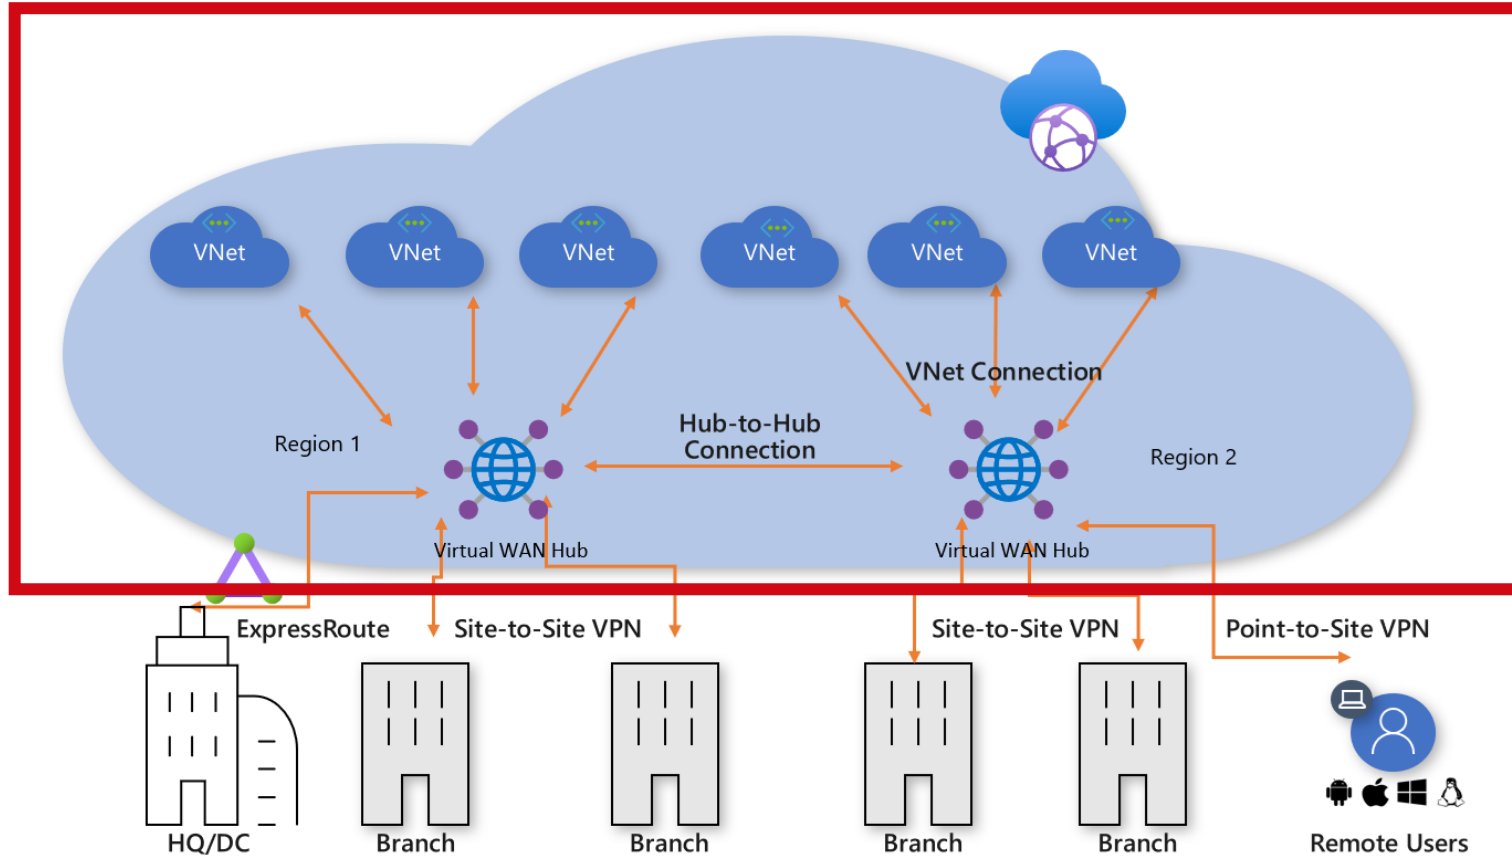 VNet
VNet
VNet
VNet
VNet
VNet
VNet Connection
Hub-to-Hub
Connection
Region 1
Region 2
Virtual WAN Hub
Virtual WAN Hub
ExpressRoute
Site-to-Site VPN
Site-to-Site VPN
Point-to-Site VPN
HQ/DC
Branch
Branch
Branch
Branch
Remote Users